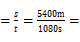 = s/t = 5400m/1080s =